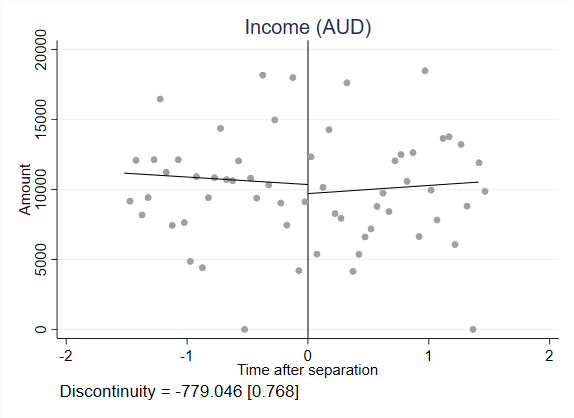 Income (AUD)
20000
15000
10000
5000
0
Amount
-2
-1
0
1
2
Time after separation
Discontinuity = -779.046 [0.768]